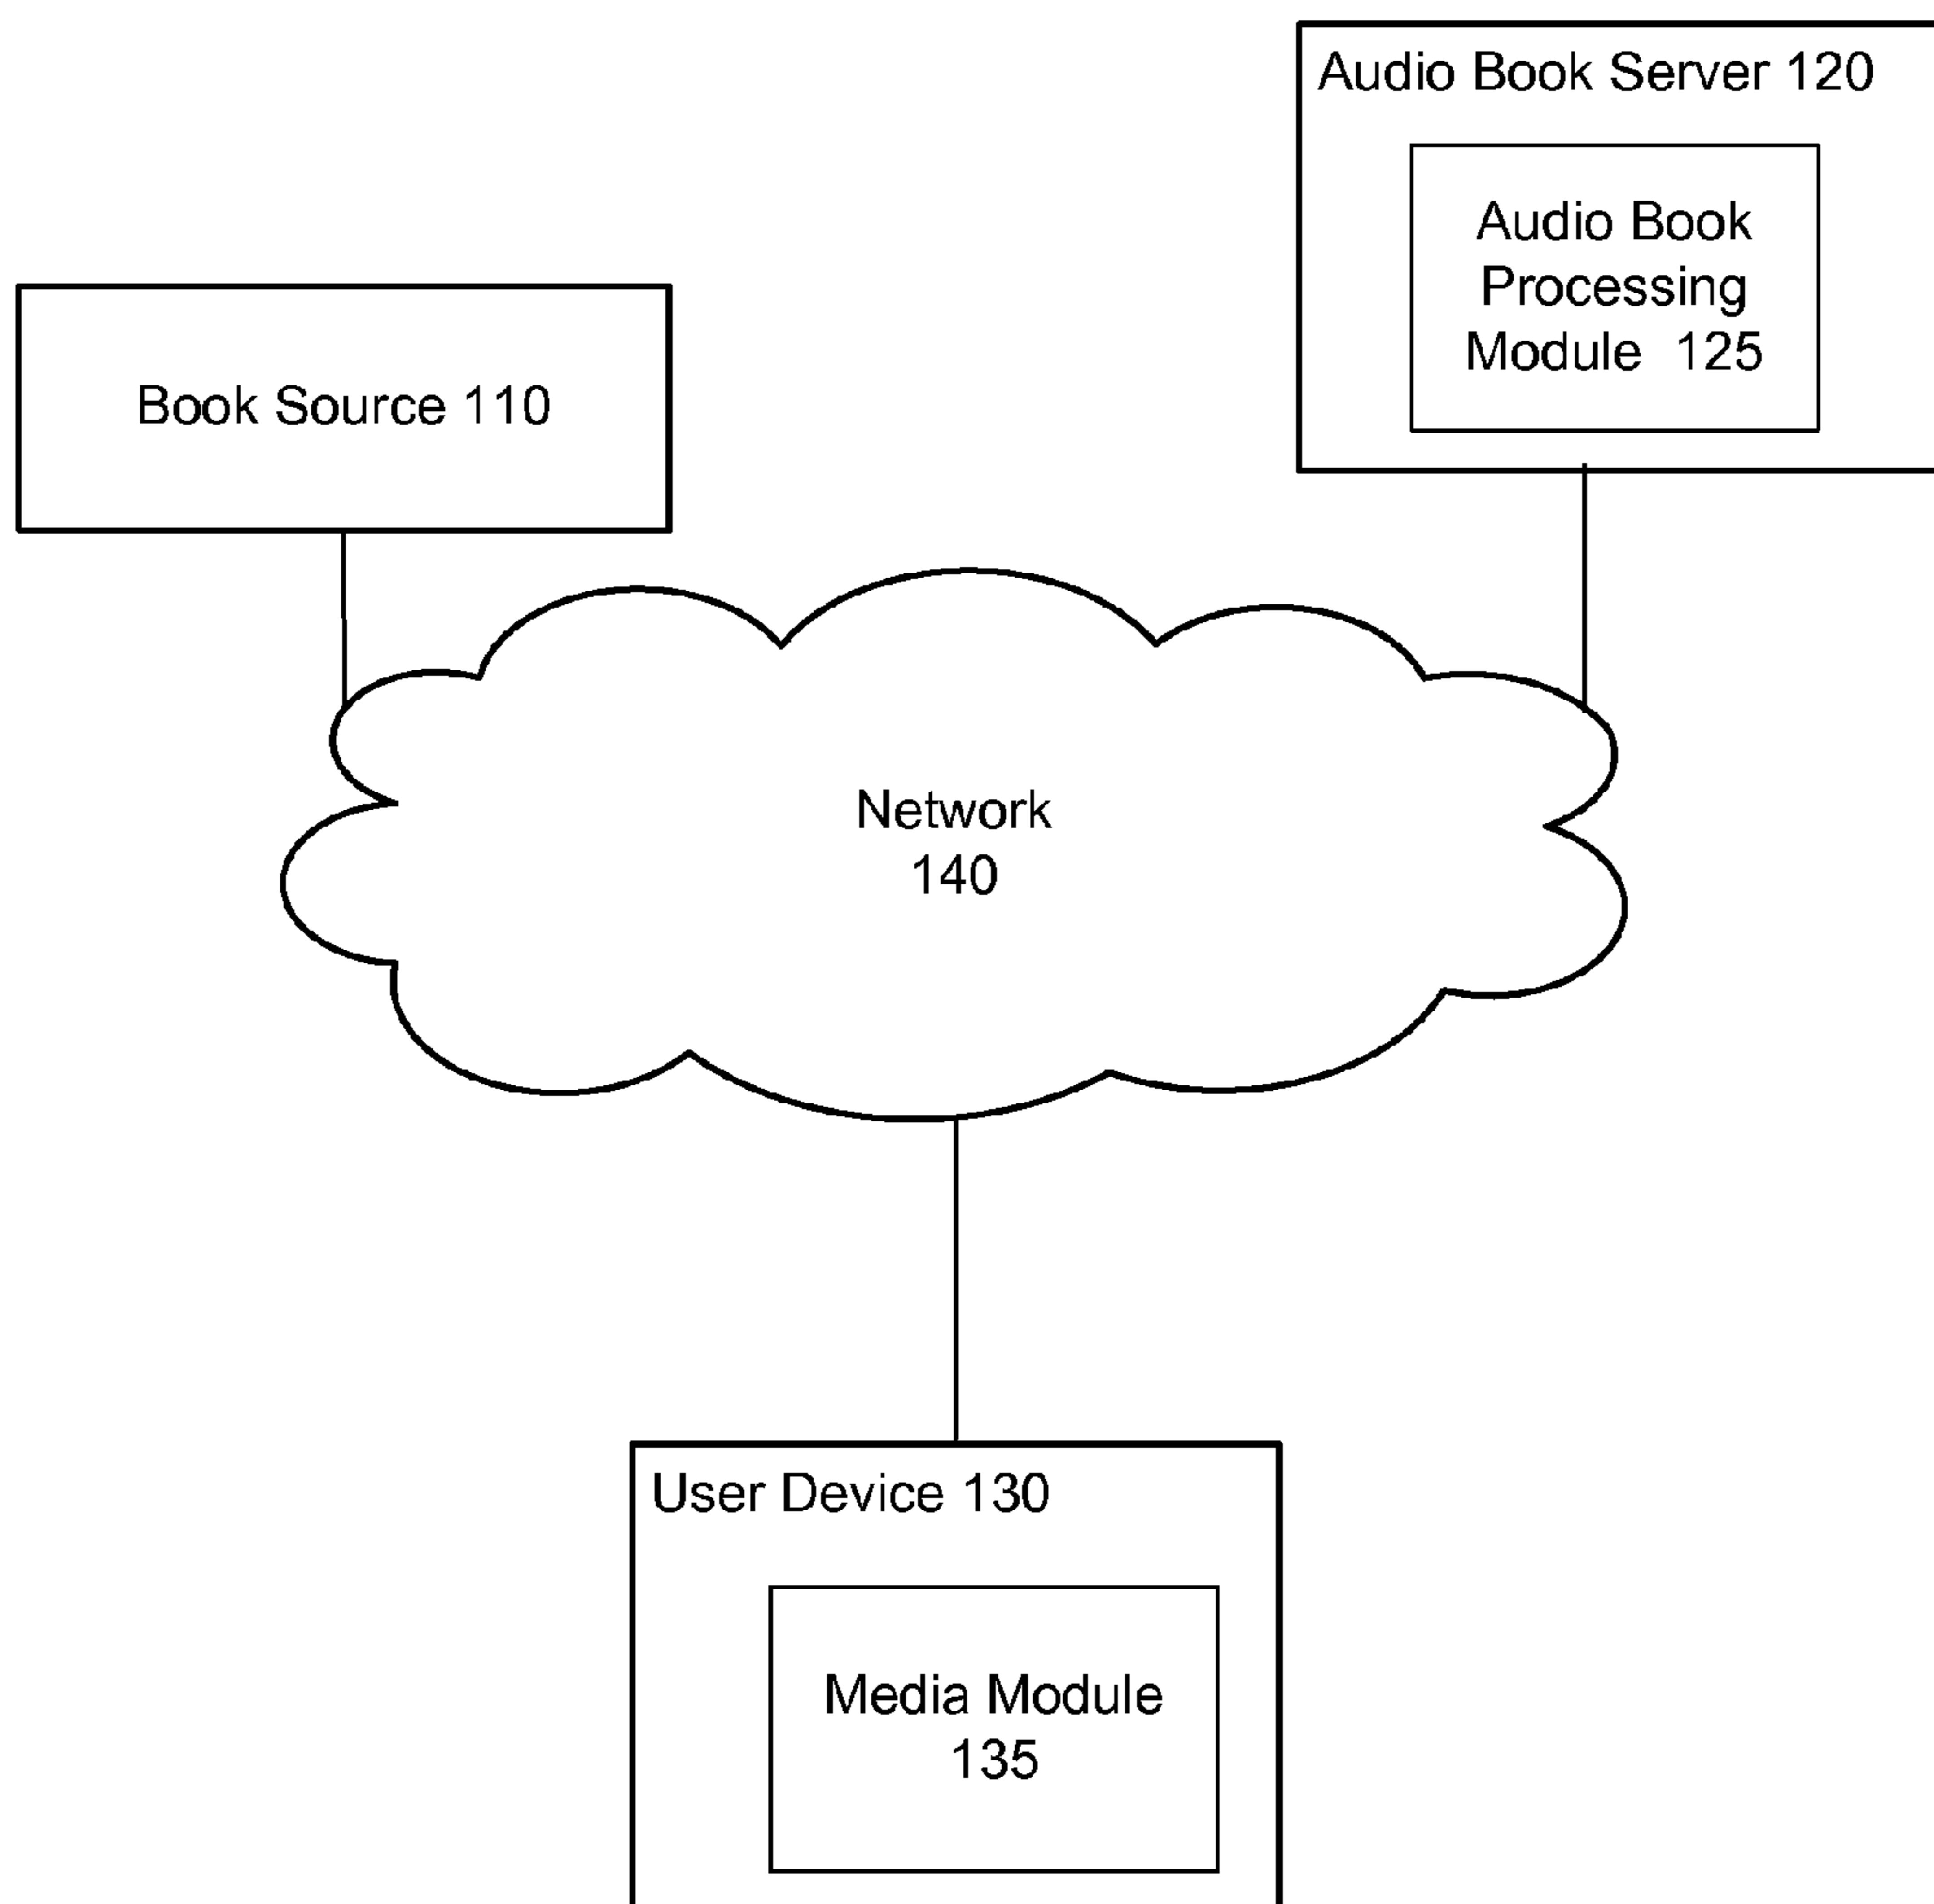 Audio Book Server 120
Audio Book
Processing
Module 125
Book Source 110
Network
140
User Device 130
Media Module
135